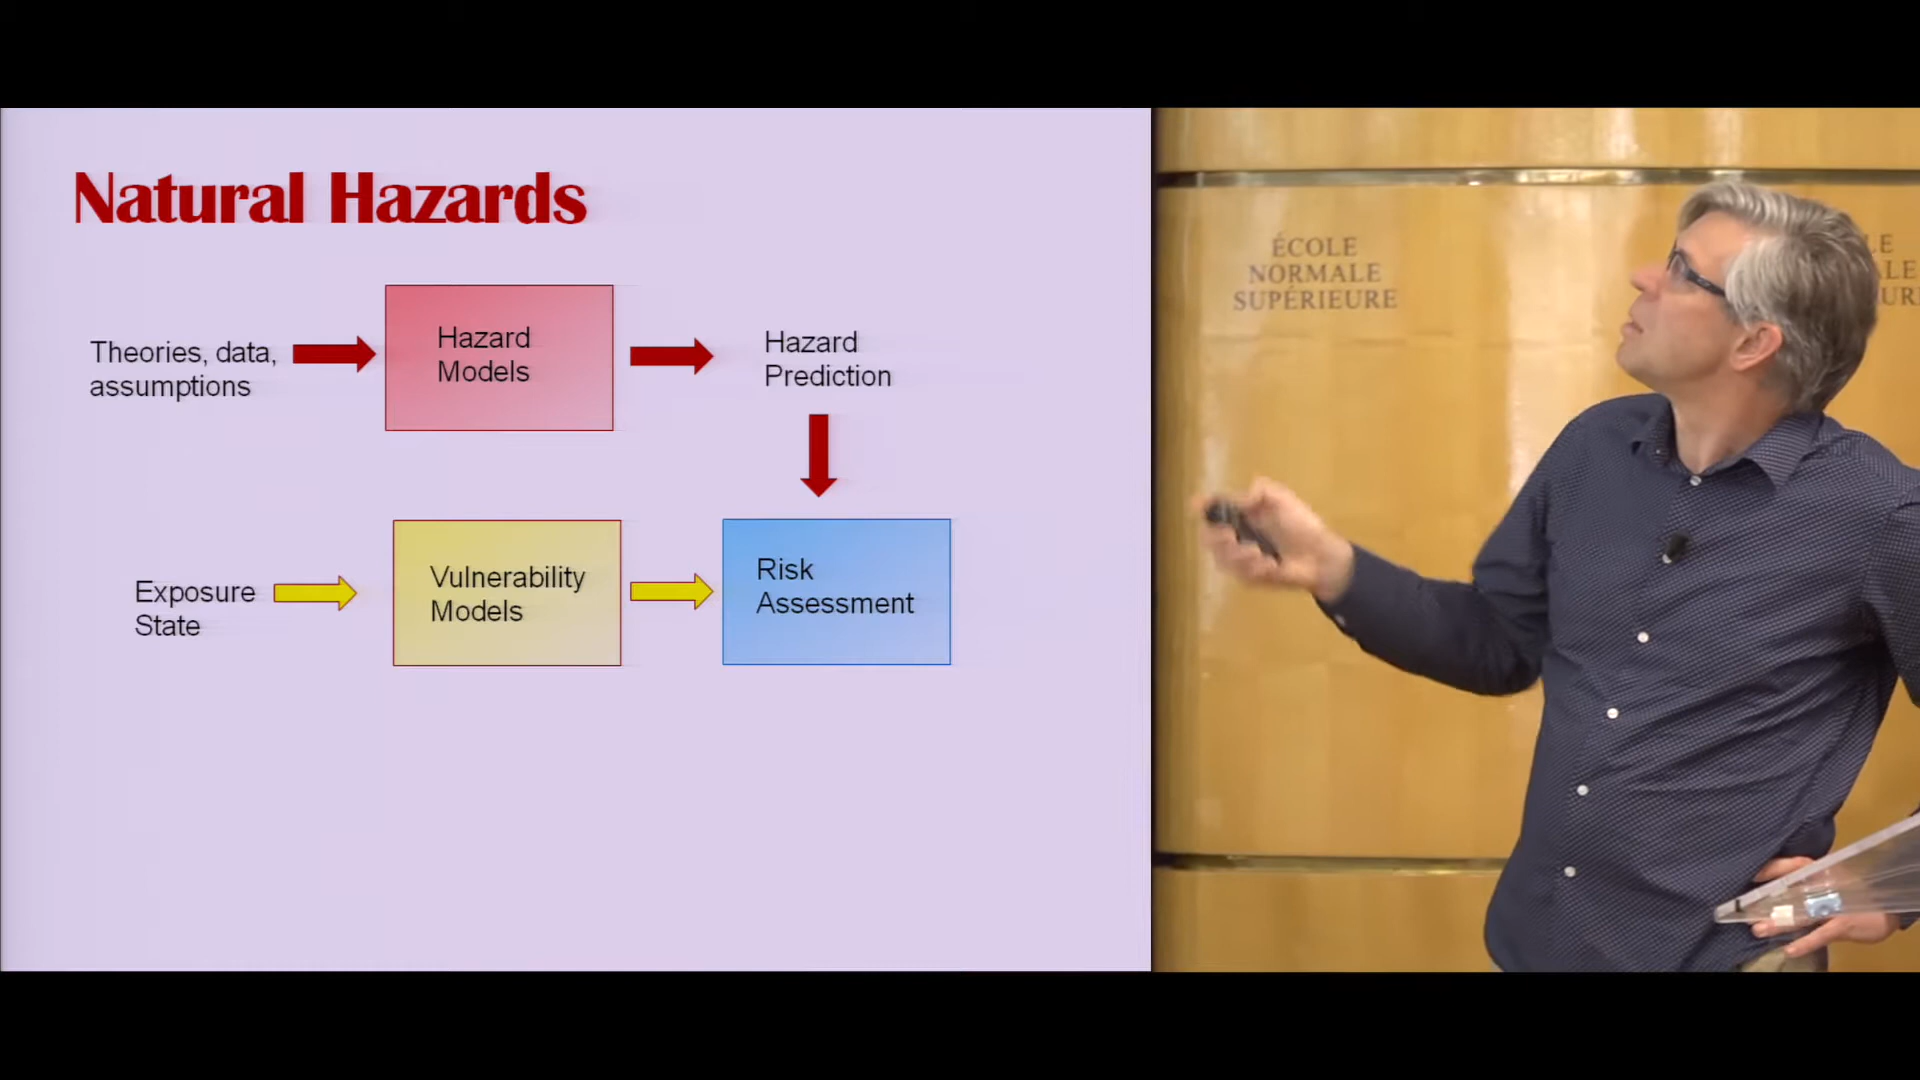 Natural Hazards
Theories, data,
assumptions
Hazard
Models
Hazard
Prediction
Exposure
State
Vulnerability
Models
Risk
Assessment
ÉCOLE
NORMALE
SUPÉRIEURE